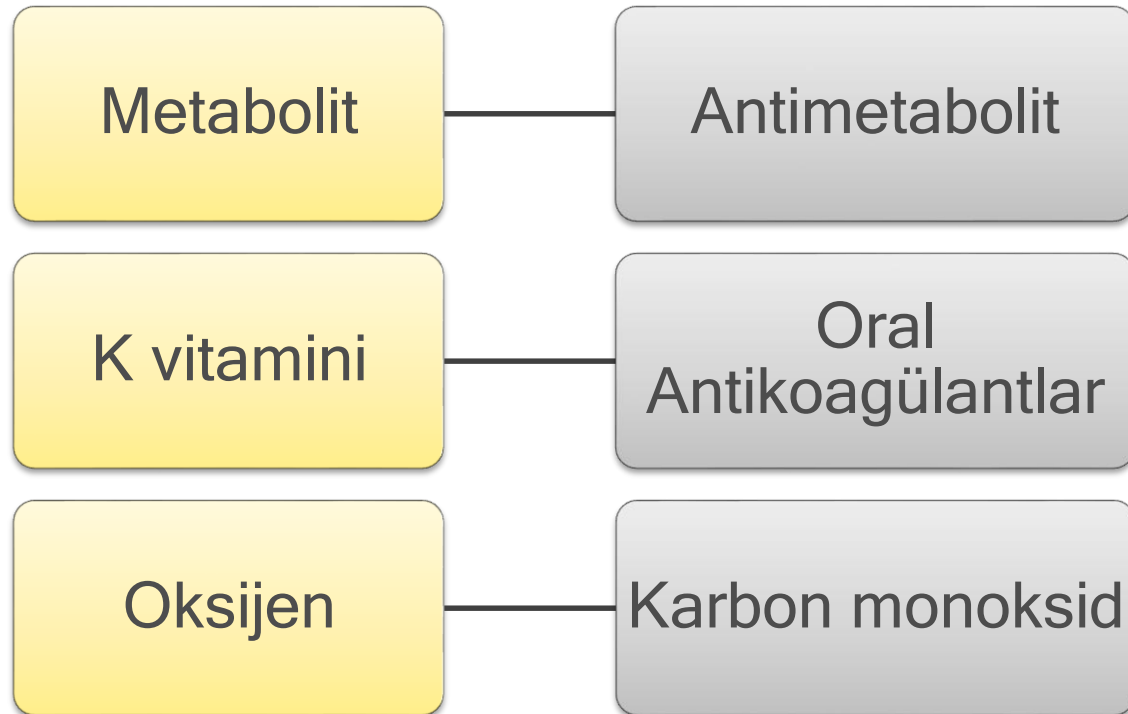 Metabolit
Antimetabolit
K vitamini
Oral
Antikoagülantlar
Oksijen
Karbon monoksid